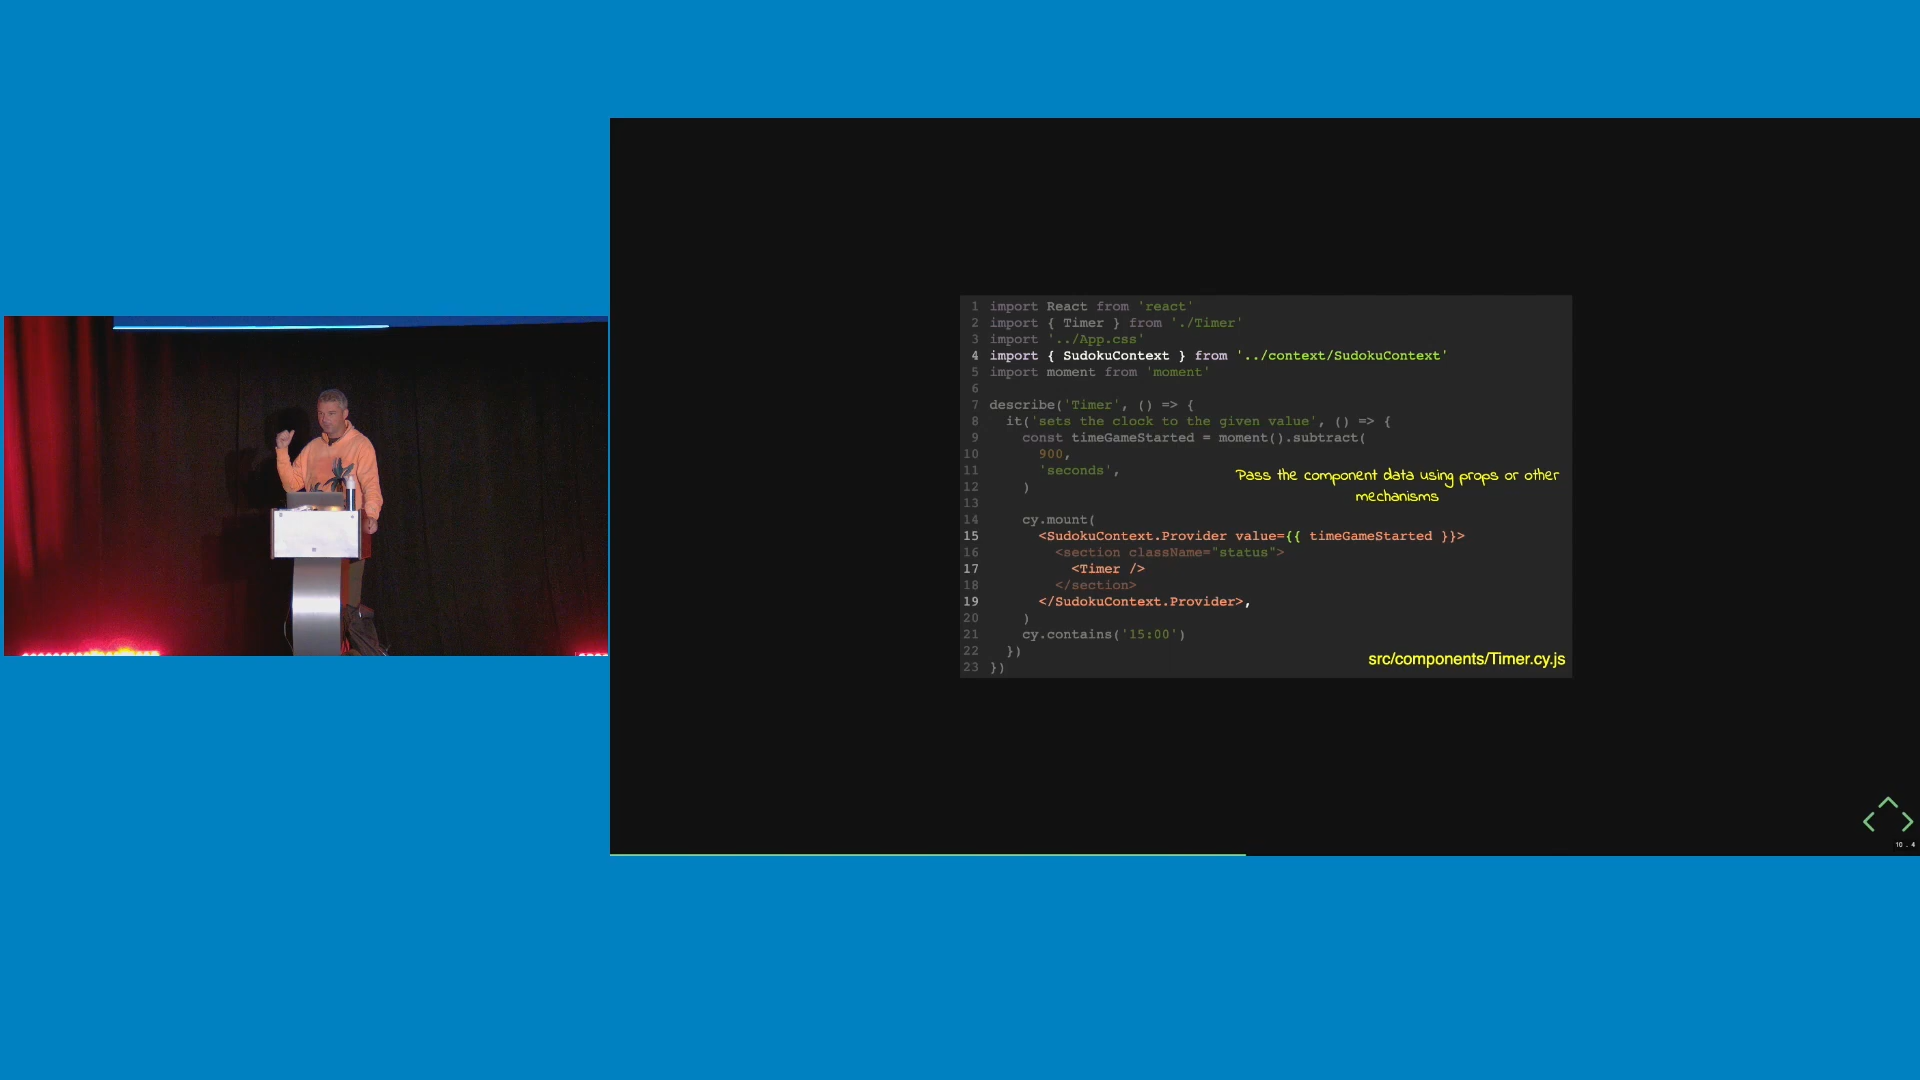 1 import React from 'react'
2 import { Timer } from './Timer'
3 import '../App.css'
4 import { SudokuContext } from '../context/SudokuContext'
5 import moment from 'moment'
6
7 describe('Timer', () => {
8 it('sets the clock to the given value', () => {
9 const timeGameStarted = moment().subtract(
10 900,
11 'seconds',
12 )
13
14 cy.mount(
15 <SudokuContext.Provider value={{ timeGameStarted }}>
16 <section className="status">
17 <Timer />
18 </section>
19 </SudokuContext.Provider>,
20 )
21 cy.contains('15:00')
22 })
23 })
Pass the component data using props or other
mechanisms
src/components/Timer.cy.js
10 . 4